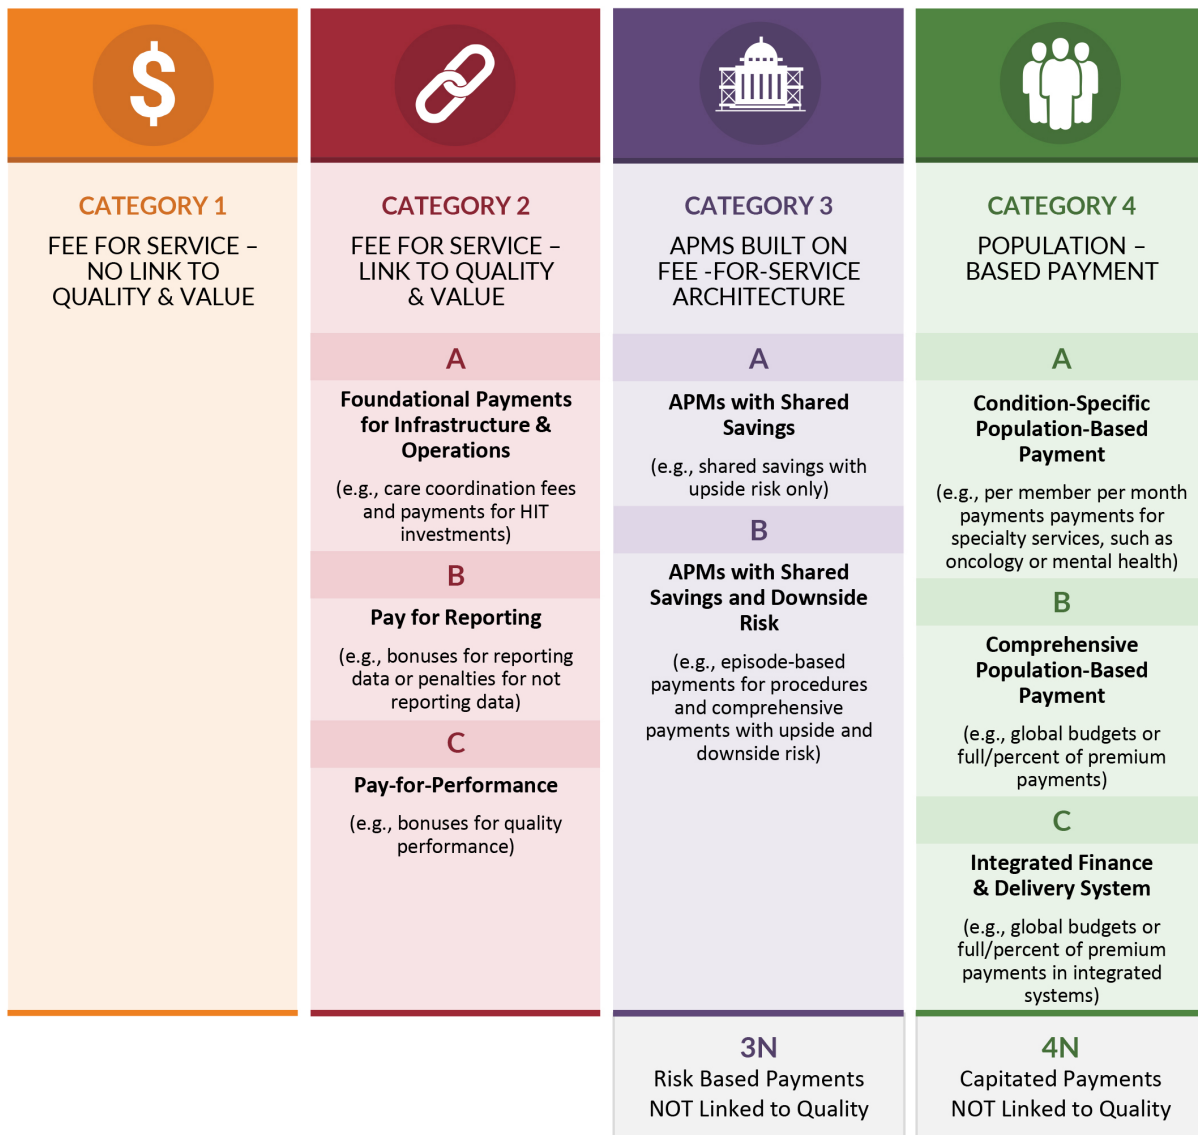 $
CATEGORY 1
FEE FOR SERVICE –
NO LINK TO
QUALITY & VALUE
CATEGORY 2
FEE FOR SERVICE –
LINK TO QUALITY
& VALUE
A
Foundational Payments
for Infrastructure &
Operations
(e.g., care coordination fees
and payments for HIT
investments)
B
Pay for Reporting
(e.g., bonuses for reporting
data or penalties for not
reporting data)
C
Pay-for-Performance
(e.g., bonuses for quality
performance)
CATEGORY 3
APMS BUILT ON
FEE -FOR-SERVICE
ARCHITECTURE
A
APMs with Shared
Savings
(e.g., shared savings with
upside risk only)
B
APMs with Shared
Savings and Downside
Risk
(e.g., episode-based
payments for procedures
and comprehensive
payments with upside and
downside risk)
3N
Risk Based Payments
NOT Linked to Quality
CATEGORY 4
POPULATION –
BASED PAYMENT
A
Condition-Specific
Population-Based
Payment
(e.g., per member per month
payments payments for
specialty services, such as
oncology or mental health)
B
Comprehensive
Population-Based
Payment
(e.g., global budgets or
full/percent of premium
payments)
C
Integrated Finance
& Delivery System
(e.g., global budgets or
full/percent of premium
payments in integrated
systems)
4N
Capitated Payments
NOT Linked to Quality